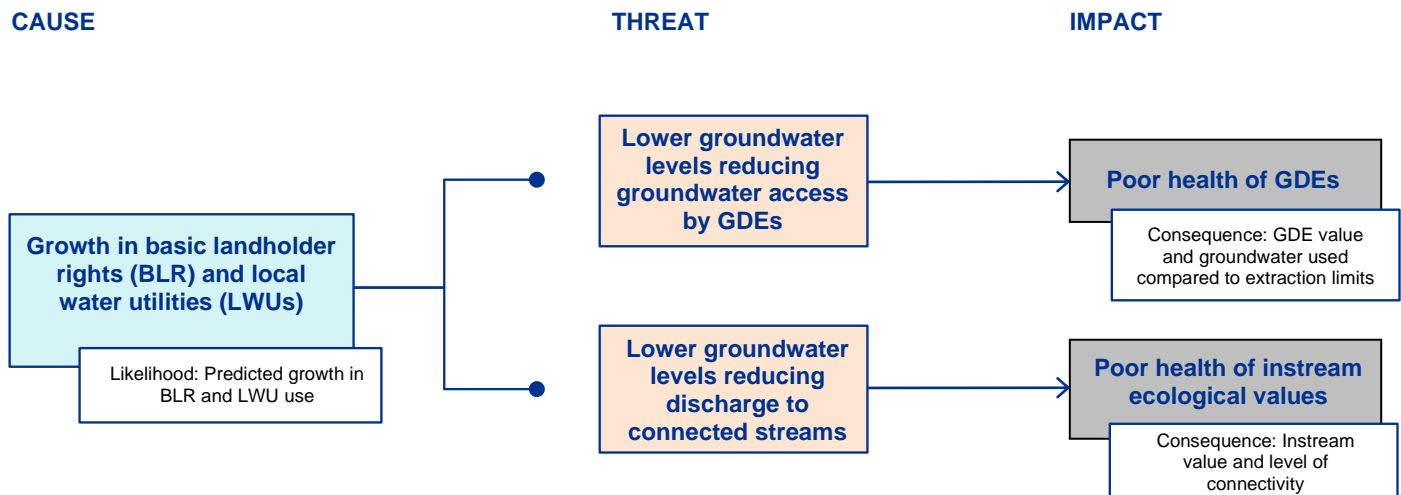 CAUSE
THREAT
IMPACT
Growth in basic landholder
rights (BLR) and local
water utilities (LWUs)
Likelihood: Predicted growth in
BLR and LWU use
Lower groundwater
levels reducing
groundwater access
by GDEs
Poor health of GDEs
Consequence: GDE value
and groundwater used
compared to extraction limits
Lower groundwater
levels reducing
discharge to
connected streams
Poor health of instream
ecological values
Consequence: Instream
value and level of
connectivity